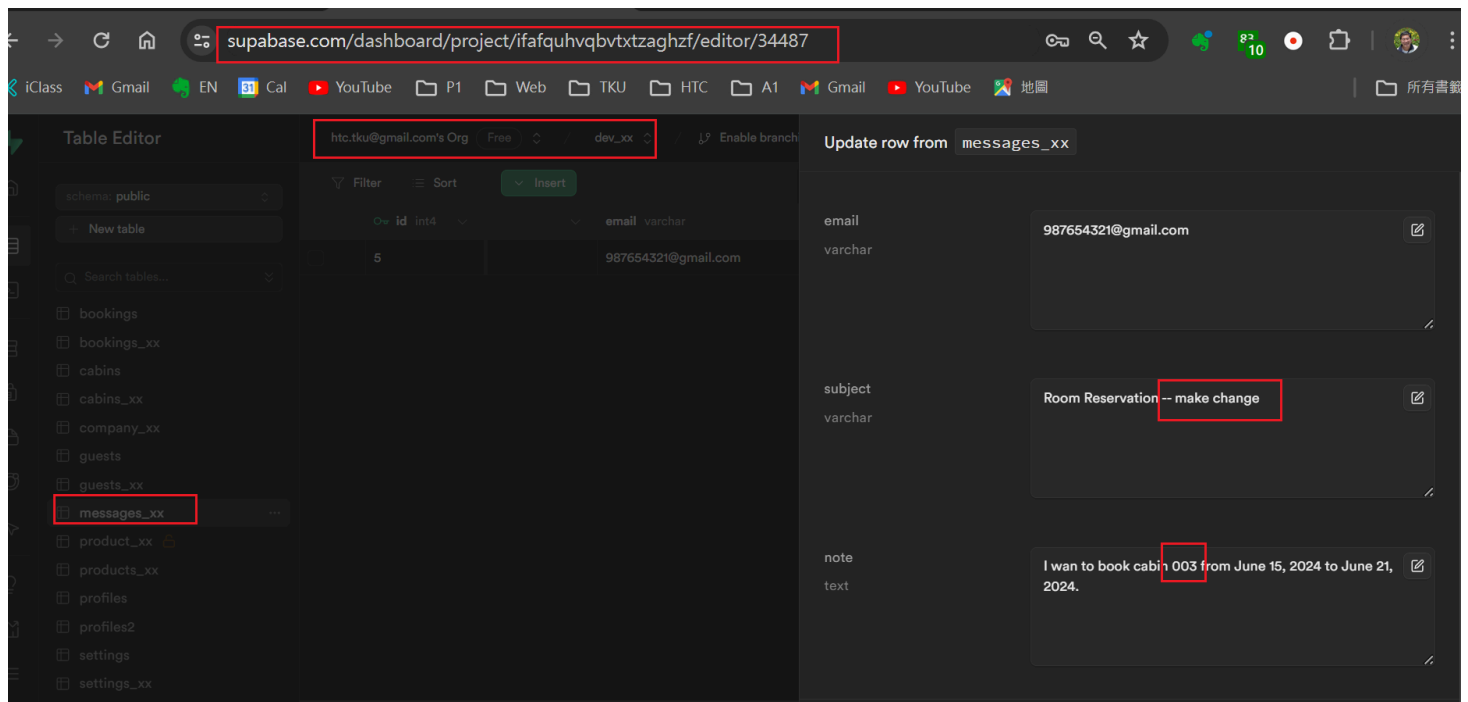 supabase.com/dashboard/project/ifafquhvqbvtxtzaghzf/editor/34487
10
iClass
Gmail
EN
31
Cal
YouTube
P1
Web
TKU
HTC
A1
Gmail
YouTube
地圖
所有書籤
Table Editor
htc.tku@gmail.com's Org Free / dev_xx / Enable branch
schema: public
New table
Search tables...
bookings
bookings_xx
cabins
cabins_xx
company_xx
guests
guests_xx
messages_xx
product_xx
products_xx
profiles
profiles2
settings
settings_xx
Filter
Sort
Insert
id int4
email varchar
5
987654321@gmail.com
Update row from messages_xx
email
varchar
987654321@gmail.com
subject
varchar
Room Reservation -- make change
note
text
I wan to book cabin 003 from June 15, 2024 to June 21,
2024.